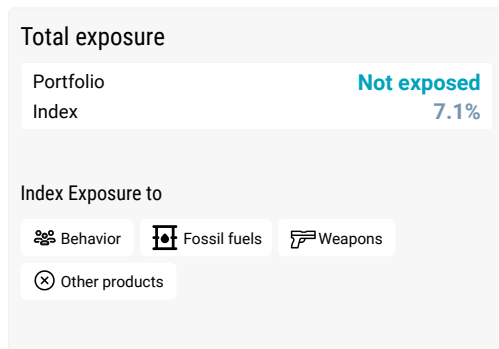 Total exposure
Portfolio Not exposed
Index 7.1%
Index Exposure to
Behavior Fossil fuels Weapons
Other products